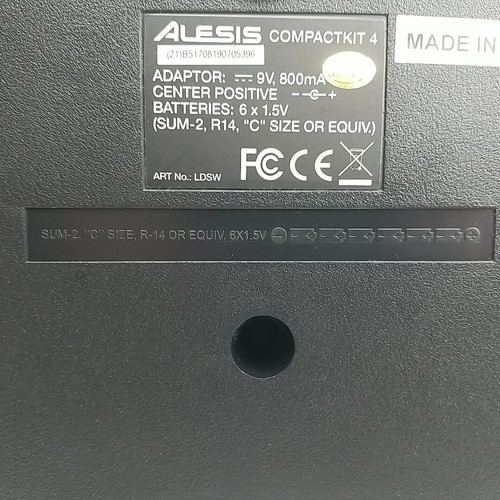 ALESIS COMPACTKIT 4
(21)IB51708190705396
MADE IN
ADAPTOR: 9V, 800mA
CENTER POSITIVE - +
BATTERIES: 6 x 1.5V
(SUM-2, R14, "C" SIZE OR EQUIV.)
FC CE
ART No.: LDSW
SUM-2, "C" SIZE, R-14 OR EQUIV. 6X1.5V